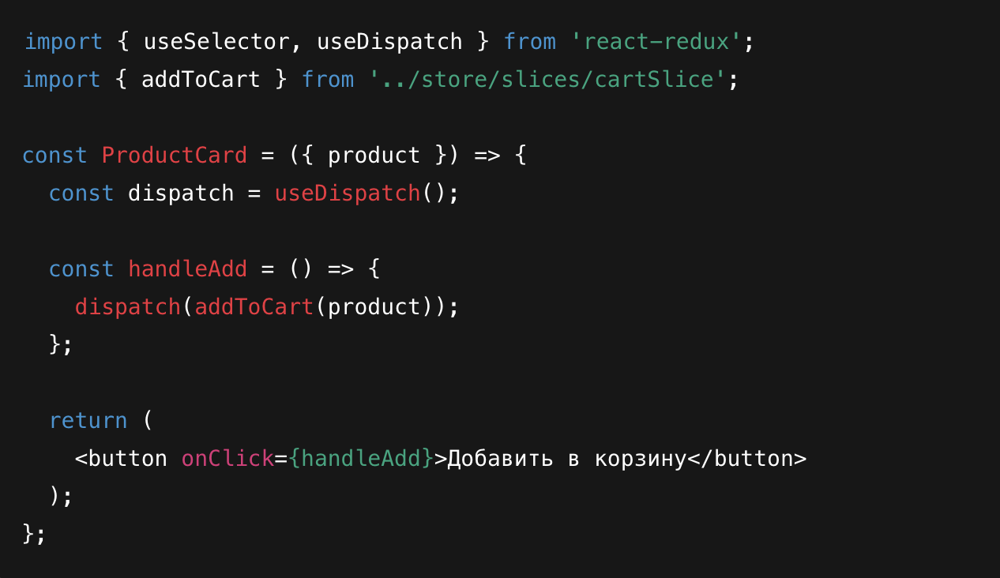 import { useSelector, useDispatch } from 'react-redux';
import { addToCart } from '../store/slices/cartSlice';

const ProductCard = ({ product }) => {
  const dispatch = useDispatch();

  const handleAdd = () => {
    dispatch(addToCart(product));
  };

  return (
    <button onClick={handleAdd}>Добавить в корзину</button>
  );
};